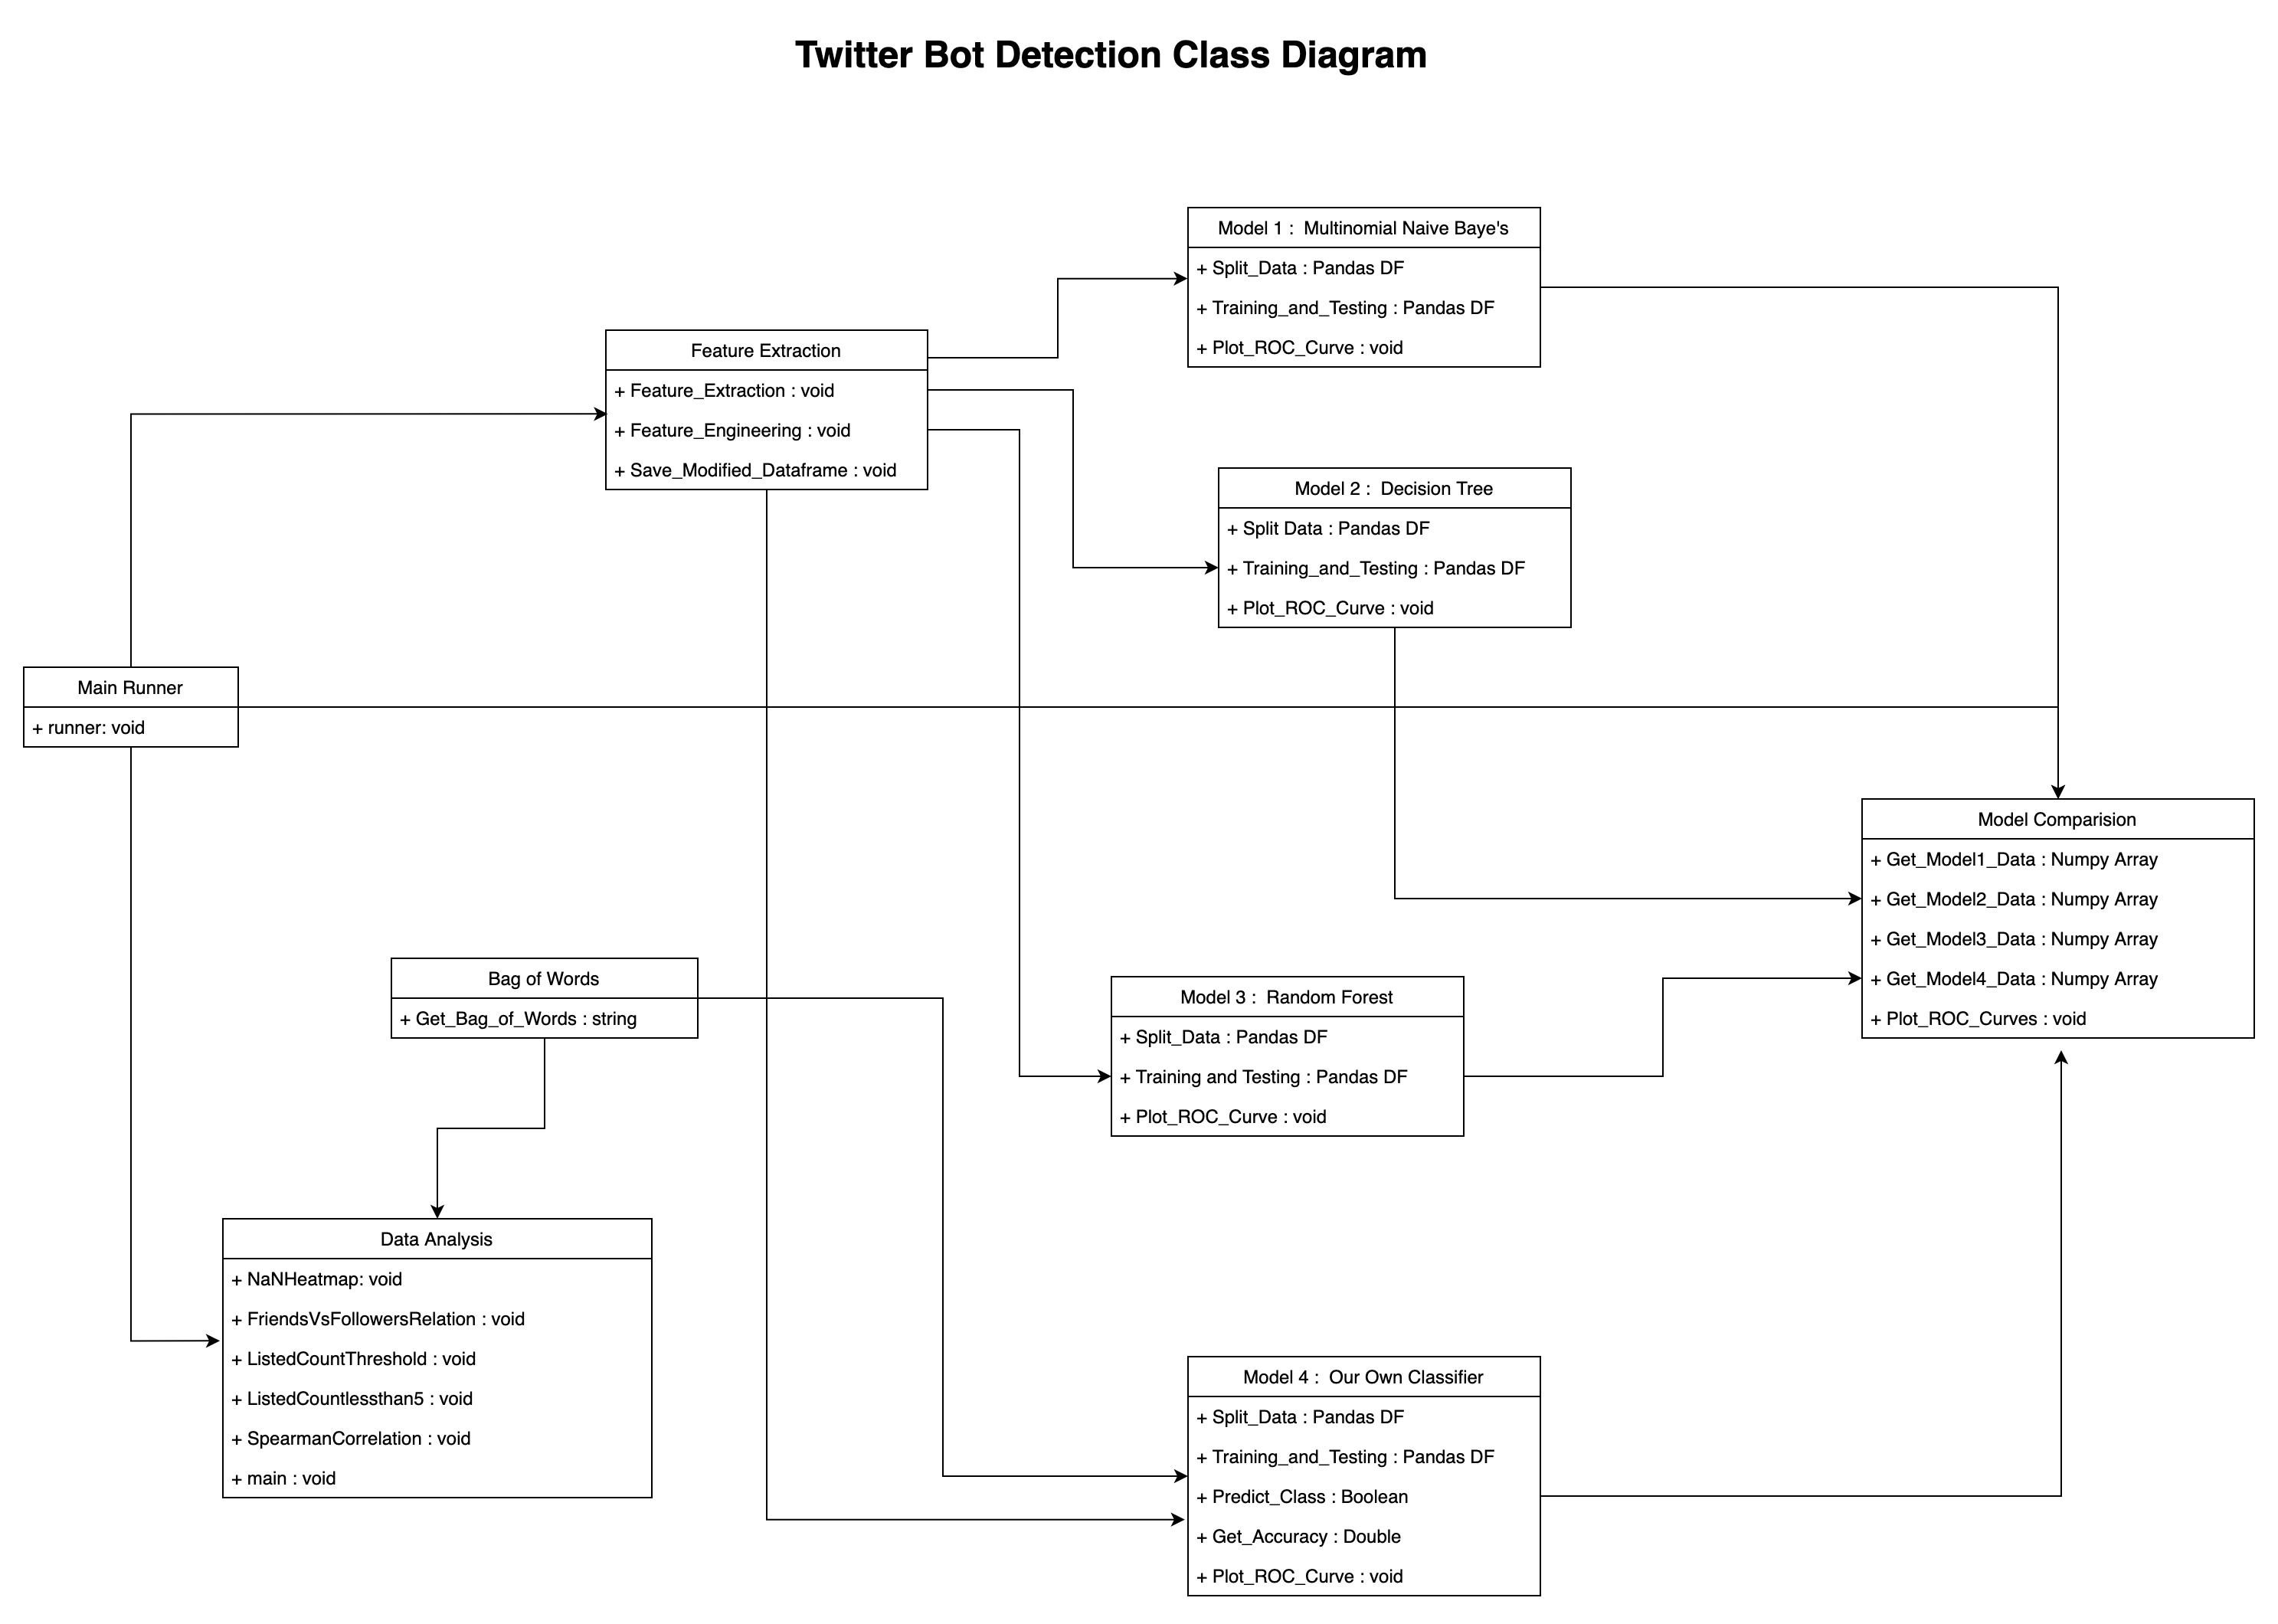 Twitter Bot Detection Class Diagram
Model 1 :  Multinomial Naive Baye's
+ Split_Data : Pandas DF
+ Training_and_Testing : Pandas DF
+ Plot_ROC_Curve : void
Feature Extraction
+ Feature_Extraction : void
+ Feature_Engineering : void
+ Save_Modified_Dataframe : void
Model 2 :  Decision Tree
+ Split Data : Pandas DF
+ Training_and_Testing : Pandas DF
+ Plot_ROC_Curve : void
Main Runner
+ runner: void
Model Comparision
+ Get_Model1_Data : Numpy Array
+ Get_Model2_Data : Numpy Array
+ Get_Model3_Data : Numpy Array
+ Get_Model4_Data : Numpy Array
+ Plot_ROC_Curves : void
Bag of Words
+ Get_Bag_of_Words : string
Model 3 :  Random Forest
+ Split_Data : Pandas DF
+ Training and Testing : Pandas DF
+ Plot_ROC_Curve : void
Data Analysis
+ NaNHeatmap: void
+ FriendsVsFollowersRelation : void
+ ListedCountThreshold : void
+ ListedCountlessthan5 : void
+ SpearmanCorrelation : void
+ main : void
Model 4 :  Our Own Classifier
+ Split_Data : Pandas DF
+ Training_and_Testing : Pandas DF
+ Predict_Class : Boolean
+ Get_Accuracy : Double
+ Plot_ROC_Curve : void